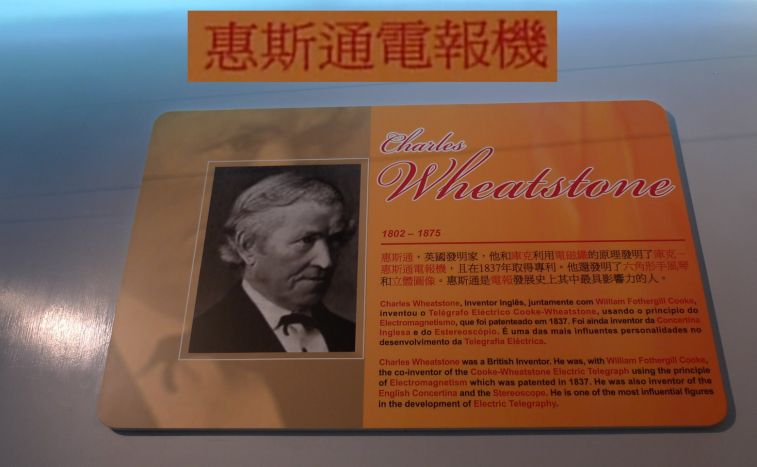 惠斯通電報機
Charles
Wheatstone
1802 – 1875
惠斯通，英國發明家，他和庫克利用電磁鐵的原理發明了庫克－
惠斯通電報機，且在1837年取得專利。他還發明了六角形手風琴
和立體圖像。惠斯通是電報發展史上其中最具影響力的人。
Charles Wheatstone, Inventor Inglês, juntamente com William Fothergill Cooke,
inventou o Telégrafo Eléctrico Cooke-Wheatstone, usando o princípio do
Electromagnetismo, que foi patenteado em 1837. Foi ainda inventor da Concertina
Inglesa e do Estereoscópio. É uma das mais influentes personalidades no
desenvolvimento da Telegrafia Eléctrica.
Charles Wheatstone was a British Inventor. He was, with William Fothergill Cooke,
the co-inventor of the Cooke-Wheatstone Electric Telegraph using the principle
of Electromagnetism which was patented in 1837. He was also inventor of the
English Concertina and the Stereoscope. He is one of the most influential figures
in the development of Electric Telegraphy.